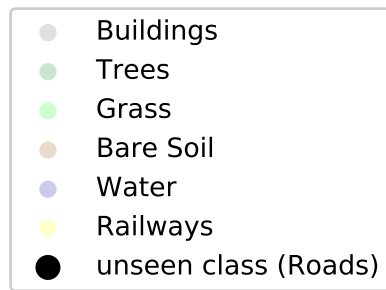 Buildings
Trees
Grass
Bare Soil
Water
Railways
unseen class (Roads)